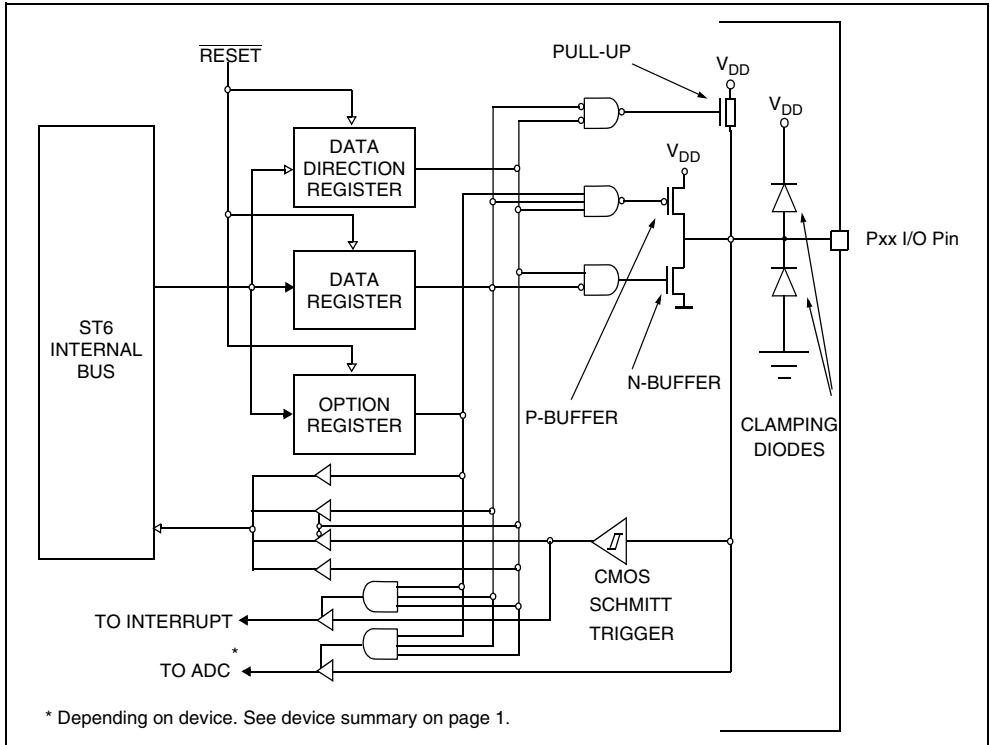 RESET
PULL-UP
VDD
VDD
DATA
DIRECTION
REGISTER
VDD
Pxx I/O Pin
DATA
REGISTER
ST6
INTERNAL
BUS
N-BUFFER
OPTION
REGISTER
P-BUFFER
CLAMPING
DIODES
CMOS
SCHMITT
TRIGGER
TO INTERRUPT
TO ADC *
* Depending on device. See device summary on page 1.